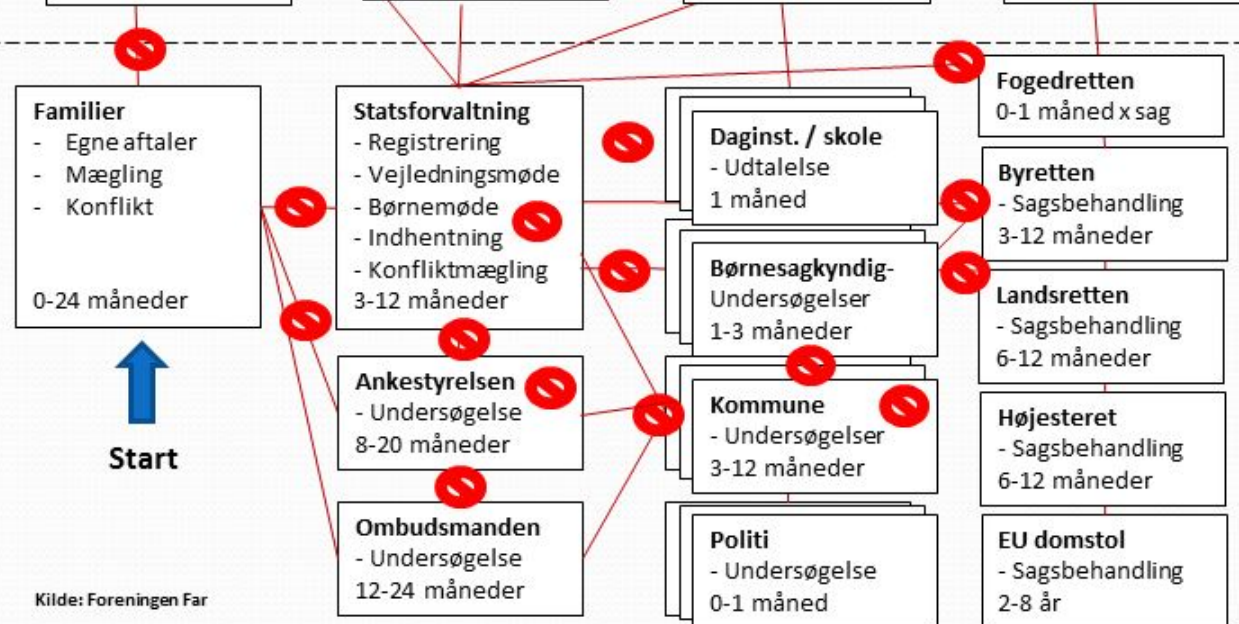 Familier
- Egne aftaler
- Mægling
- Konflikt
0-24 måneder
Start
Kilde: Foreningen Far
Statsforvaltning
- Registrering
- Vejledningsmøde
- Børnemøde
- Indhentning
- Konfliktmægling
3-12 måneder
Ankestyrelsen
- Undersøgelse
8-20 måneder
Ombudsmanden
- Undersøgelse
12-24 måneder
Daginst. / skole
- Udtalelse
1 måned
Børnesagkyndig-
Undersøgelser
1-3 måneder
Kommune
- Undersøgelser
3-12 måneder
Politi
- Undersøgelse
0-1 måned
Fogedretten
0-1 måned x sag
Byretten
- Sagsbehandling
3-12 måneder
Landsretten
- Sagsbehandling
6-12 måneder
Højesteret
- Sagsbehandling
6-12 måneder
EU domstol
- Sagsbehandling
2-8 år